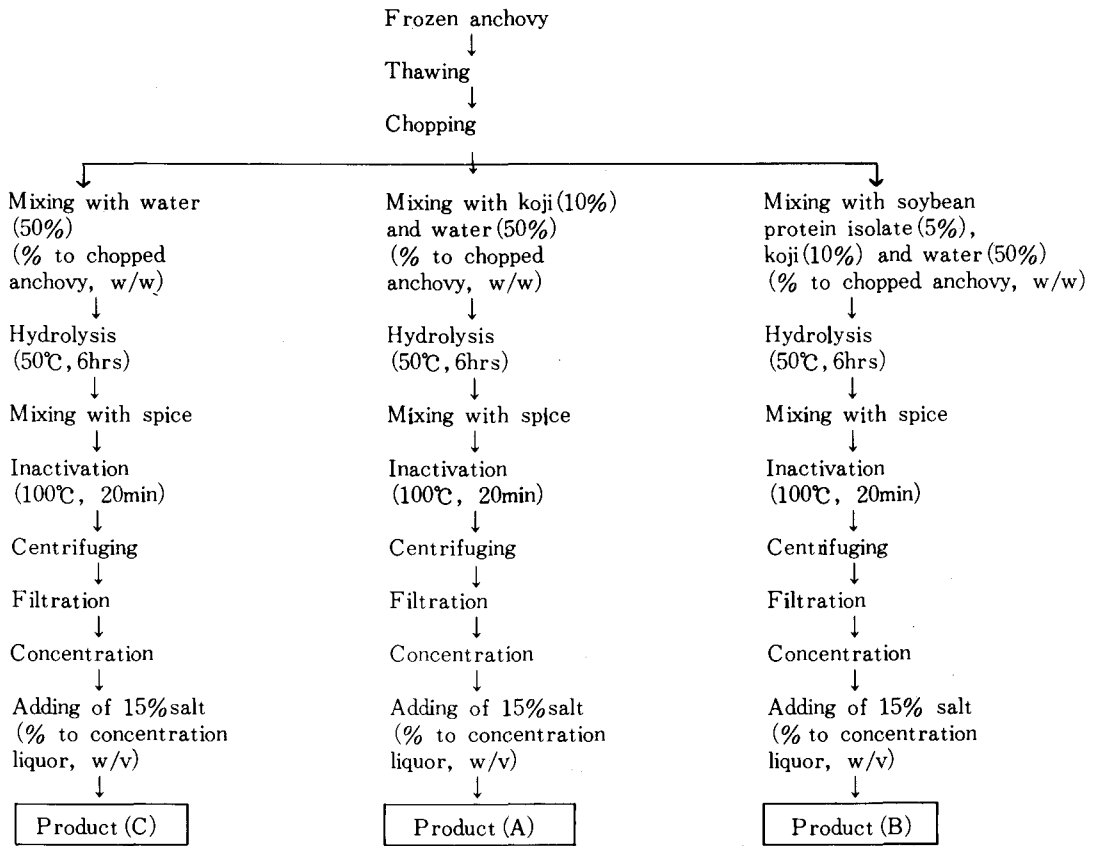 Frozen anchovy
Thawing
Chopping
Mixing with water
(50%)
(% to chopped
anchovy, w/w)
Hydrolysis
(50℃, 6hrs)
Mixing with spice
Inactivation
(100℃, 20min)
Centrifuging
Filtration
Concentration
Adding of 15%salt
(% to concentration
liquor, w/v)
Product(C)
Mixing with koji(10%)
and water(50%)
(% to chopped
anchovy, w/w)
Hydrolysis
(50℃, 6hrs)
Mixing with spice
Inactivation
(100℃, 20min)
Centrifuging
Filtration
Concentration
Adding of 15%salt
(% to concentration
liquor, w/v)
Product(A)
Mixing with soybean
protein isolate(5%),
koji(10%) and water(50%)
(% to chopped anchovy, w/w)
Hydrolysis
(50℃, 6hrs)
Mixing with spice
Inactivation
(100℃, 20min)
Centrifuging
Filtration
Concentration
Adding of 15% salt
(% to concentration
liquor, w/v)
Product(B)